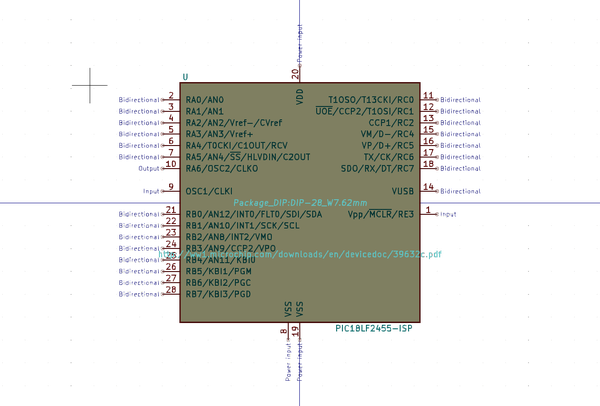 Power input
U
20
VDD
Bidirectional 2 RA0/AN0 T1OSO/T13CKI/RC0 11 Bidirectional
Bidirectional 3 RA1/AN1 UOE/CCP2/T1OSI/RC1 12 Bidirectional
Bidirectional 4 RA2/AN2/Vref-/CVref CCP1/RC2 13 Bidirectional
Bidirectional 5 RA3/AN3/Vref+ VM/D-/RC4 15 Bidirectional
Bidirectional 6 RA4/T0CKI/C1OUT/RCV VP/D+/RC5 16 Bidirectional
Bidirectional 7 RA5/AN4/SS/HLVDIN/C2OUT TX/CK/RC6 17 Bidirectional
Output 10 RA6/OSC2/CLKO SDO/RX/DT/RC7 18 Bidirectional
Input 9 OSC1/CLKI VUSB 14 Bidirectional
Package_DIP:DIP-28_W7.62mm
Bidirectional 21 RB0/AN12/INT0/FLT0/SDI/SDA Vpp/MCLR/RE3 1 Input
Bidirectional 22 RB1/AN10/INT1/SCK/SCL
Bidirectional 23 RB2/AN8/INT2/VMO
Bidirectional 24 RB3/AN9/CCP2/VPO
http://ww1.microchip.com/downloads/en/devicedoc/39632c.pdf
Bidirectional 25 RB4/AN11/KBI0
Bidirectional 26 RB5/KBI1/PGM
Bidirectional 27 RB6/KBI2/PGC
Bidirectional 28 RB7/KBI3/PGD
VSS VSS
8 19
PIC18LF2455-ISP
Power input Power input